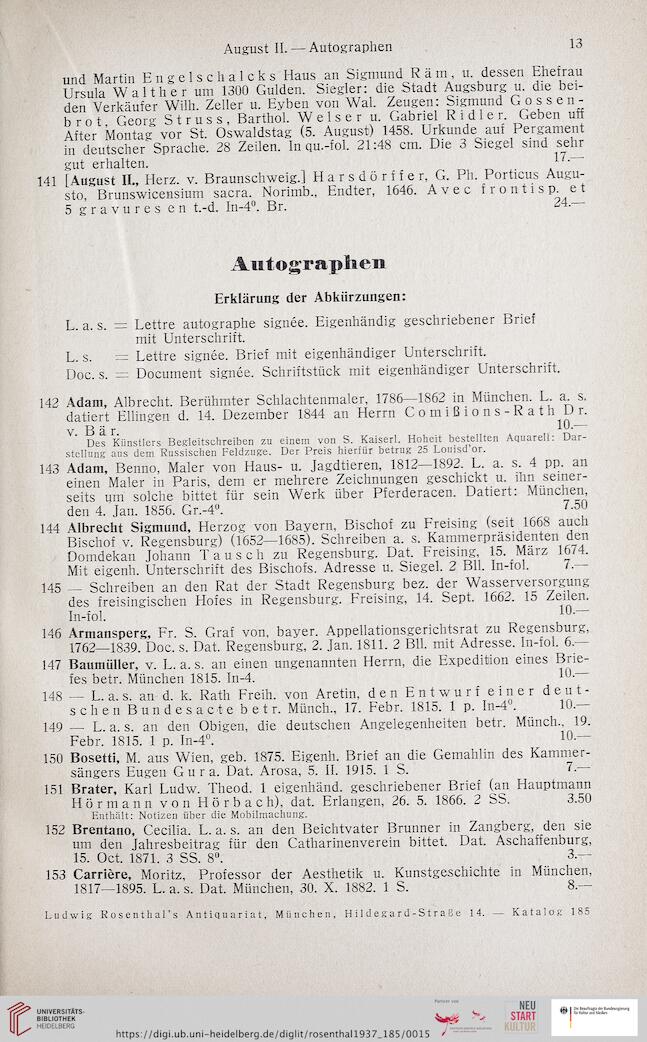 August II. — Autographen 13
und Martin Engelschalcks Haus an Sigmund Räm, u. dessen Ehefrau
Ursula Walther um 1300 Gulden. Siegler: die Stadt Augsburg u. die bei-
den Verkäufer Wilh. Zeller u. Eyben von Wal. Zeugen: Sigmund Gossen-
brot, Georg Struss, Barthol. Welser u. Gabriel Ridler. Geben uff
After Montag vor St. Oswaldstag (5. August) 1458. Urkunde auf Pergament
in deutscher Sprache. 28 Zeilen. In qu.-fol. 21:48 cm. Die 3 Siegel sind sehr
gut erhalten. 17.—
141 [August II., Herz. v. Braunschweig.] Harsdörffer, G. Ph. Porticus Augu-
sto, Brunswicensium sacra. Norimb., Endter, 1646. Avec frontisp. et
5 gravures en t.-d. In-4⁰. Br. 24.—
Autographen
Erklärung der Abkürzungen:
L. a. s. = Lettre autographe signée. Eigenhändig geschriebener Brief
mit Unterschrift.
L. s. = Lettre signée. Brief mit eigenhändiger Unterschrift.
Doc. s. = Document signée. Schriftstück mit eigenhändiger Unterschrift.
142 Adam, Albrecht. Berühmter Schlachtenmaler, 1786—1862 in München. L. a. s.
datiert Ellingen d. 14. Dezember 1844 an Herrn Comißions-Rath Dr.
v. Bär. 10.—
Des Künstlers Begleitschreiben zu einem von S. Kaiserl. Hoheit bestellten Aquarell: Dar-
stellung aus dem Russischen Feldzuge. Der Preis hierfür betrug 25 Louisd'or.
143 Adam, Benno, Maler von Haus- u. Jagdtieren, 1812—1892. L. a. s. 4 pp. an
einen Maler in Paris, dem er mehrere Zeichnungen geschickt u. ihn seiner-
seits um solche bittet für sein Werk über Pferderacen. Datiert: München,
den 4. Jan. 1856. Gr.-4⁰. 7.50
144 Albrecht Sigmund, Herzog von Bayern, Bischof zu Freising (seit 1668 auch
Bischof v. Regensburg) (1652—1685). Schreiben a. s. Kammerpräsidenten den
Domdekan Johann Tausch zu Regensburg. Dat. Freising, 15. März 1674.
Mit eigenh. Unterschrift des Bischofs. Adresse u. Siegel. 2 Bll. In-fol. 7.—
145 — Schreiben an den Rat der Stadt Regensburg bez. der Wasserversorgung
des freisingischen Hofes in Regensburg. Freising, 14. Sept. 1662. 15 Zeilen.
In-fol. 10.—
146 Armansperg, Fr. S. Graf von, bayer. Appellationsgerichtsrat zu Regensburg,
1762—1839. Doc. s. Dat. Regensburg, 2. Jan. 1811. 2 Bll. mit Adresse. In-fol. 6.—
147 Baumüller, v. L. a. s. an einen ungenannten Herrn, die Expedition eines Brie-
fes betr. München 1815. In-4. 10.—
148 — L. a. s. an d. k. Rath Freih. von Aretin, den Entwurf einer deut-
schen Bundesacte betr. Münch., 17. Febr. 1815. 1 p. In-4⁰. 10.—
149 — L. a. s. an den Obigen, die deutschen Angelegenheiten betr. Münch., 19.
Febr. 1815. 1 p. In-4⁰. 10.—
150 Bosetti, M. aus Wien, geb. 1875. Eigenh. Brief an die Gemahlin des Kammer-
sängers Eugen Gura. Dat. Arosa, 5. II. 1915. 1 S. 7.—
151 Brater, Karl Ludw. Theod. 1 eigenhänd. geschriebener Brief (an Hauptmann
Hörmann von Hörbach), dat. Erlangen, 26. 5. 1866. 2 SS. 3.50
Enthält: Notizen über die Mobilmachung.
152 Brentano, Cecilia. L. a. s. an den Beichtvater Brunner in Zangberg, den sie
um den Jahresbeitrag für den Catharinenverein bittet. Dat. Aschaffenburg,
15. Oct. 1871. 3 SS. 8⁰. 3.—
153 Carrière, Moritz, Professor der Aesthetik u. Kunstgeschichte in München,
1817—1895. L. a. s. Dat. München, 30. X. 1882. 1 S. 8.—
Ludwig Rosenthal's Antiquariat, München, Hildegard-Straße 14. — Katalog 185
UNIVERSITÄTS-
BIBLIOTHEK
HEIDELBERG
https://digi.ub.uni-heidelberg.de/diglit/rosenthal1937_185/0015
Partner von
NEU
START
KULTUR
Die Beauftragte der Bundesregierung
für Kultur und Medien